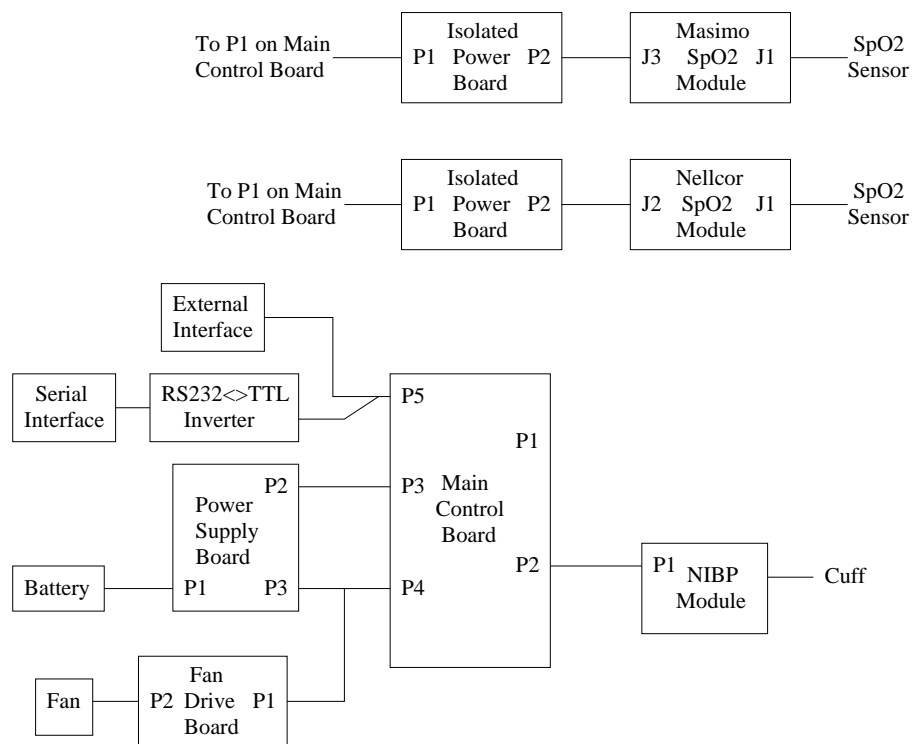 To P1 on Main
Control Board
Isolated
P1 Power P2
Board
Masimo
J3 SpO2 J1
Module
SpO2
Sensor
To P1 on Main
Control Board
Isolated
P1 Power P2
Board
Nellcor
J2 SpO2 J1
Module
SpO2
Sensor
External
Interface
Serial
Interface
RS232<>TTL
Inverter
P5
P1
P3
Main
Control
Board
P2
P4
P2
Power
Supply
Board
P1
P3
Battery
P1
NIBP
Module
Cuff
Fan
Fan
P2 Drive P1
Board